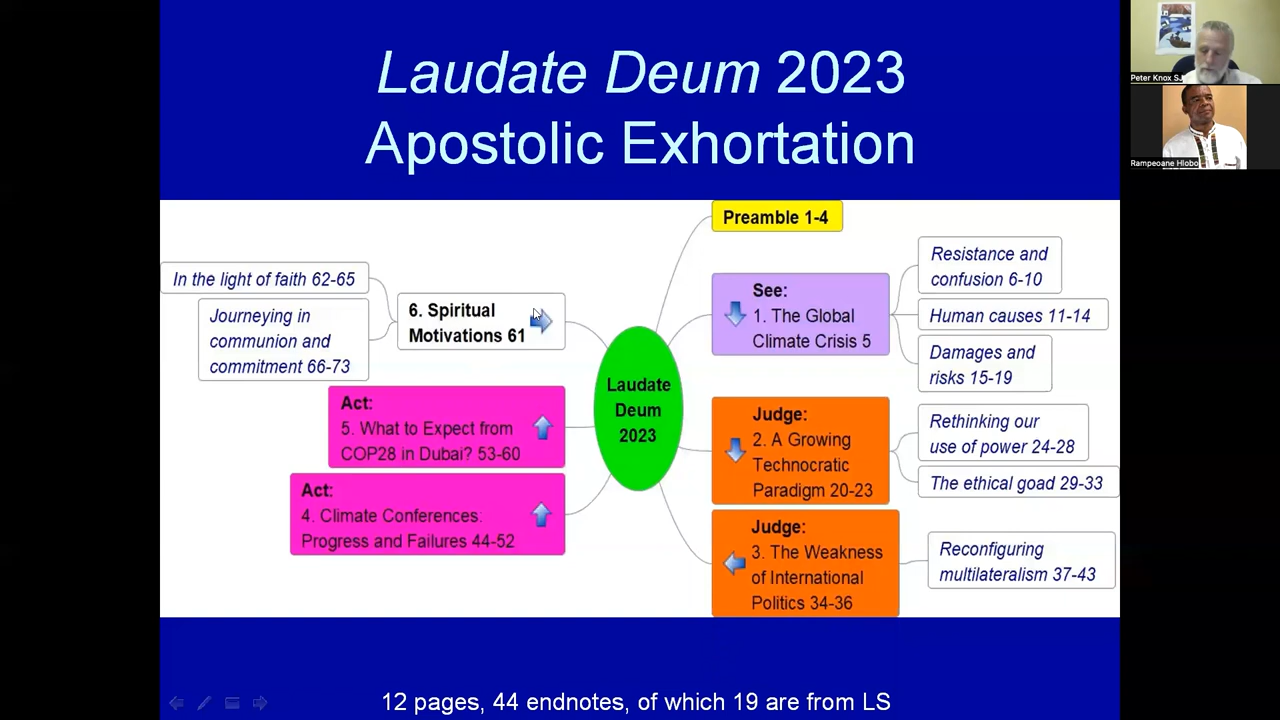 Laudate Deum 2023
Apostolic Exhortation
Preamble 1-4
See:
1. The Global
Climate Crisis 5
Resistance and
confusion 6-10
Human causes 11-14
Damages and
risks 15-19
Judge:
2. A Growing
Technocratic
Paradigm 20-23
Rethinking our
use of power 24-28
The ethical goad 29-33
Judge:
3. The Weakness
of International
Politics 34-36
Reconfiguring
multilateralism 37-43
Act:
4. Climate Conferences:
Progress and Failures 44-52
Act:
5. What to Expect from
COP28 in Dubai? 53-60
6. Spiritual
Motivations 61
In the light of faith 62-65
Journeying in
communion and
commitment 66-73
Laudate
Deum
2023
12 pages, 44 endnotes, of which 19 are from LS
Peter Knox SJ
Rampeoane Hlobo